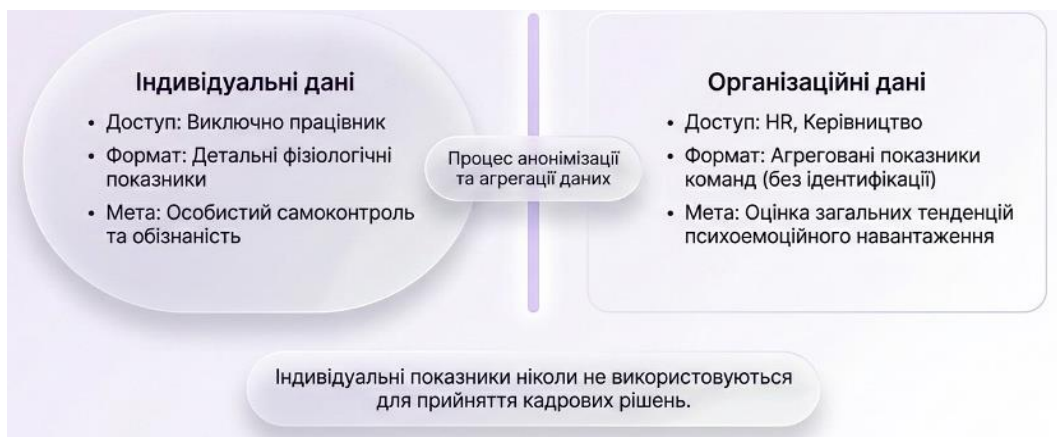 Індивідуальні дані
• Доступ: Виключно працівник
• Формат: Детальні фізіологічні
показники
• Мета: Особистий самоконтроль
та обізнаність
Процес анонімізації
та агрегації даних
Організаційні дані
• Доступ: HR, Керівництво
• Формат: Агреговані показники
команд (без ідентифікації)
• Мета: Оцінка загальних тенденцій
психоемоційного навантаження
Індивідуальні показники ніколи не використовуються
для прийняття кадрових рішень.